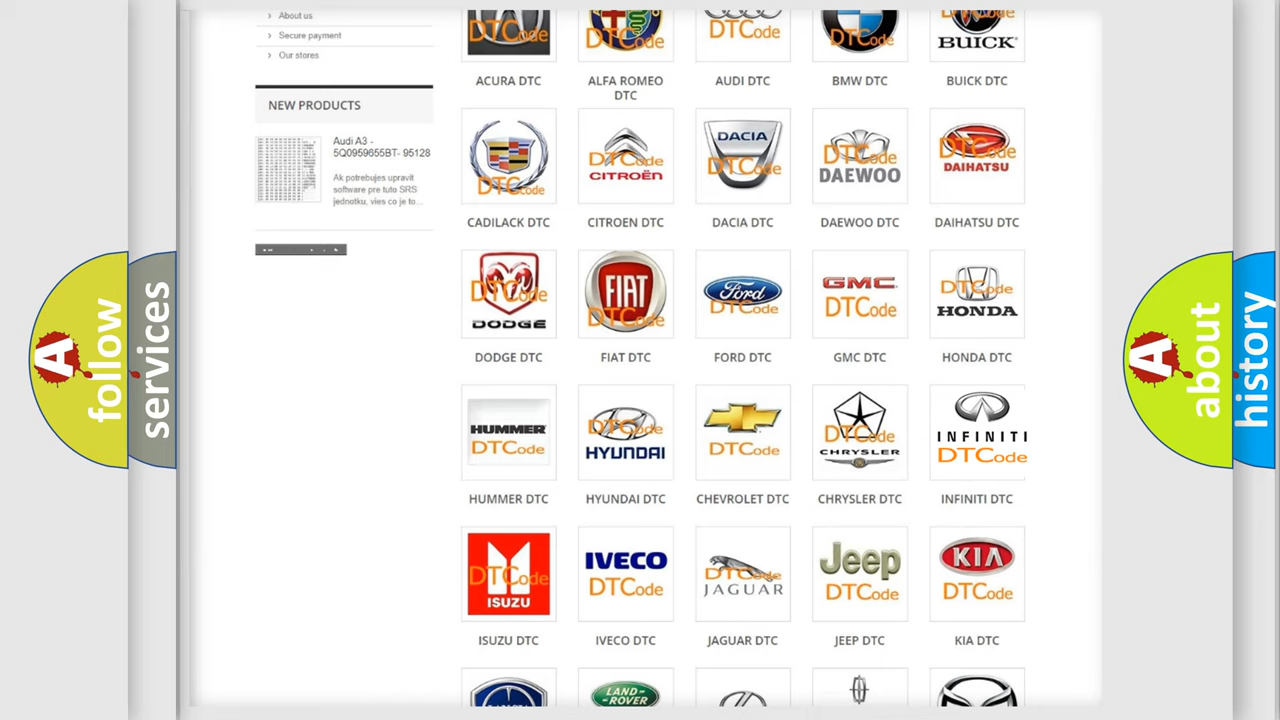 About us
Secure payment
Our stores
NEW PRODUCTS
Audi A3 -
5Q0959655BT- 95128
Ak potrebujes upravit
software pre tuto SRS
jednotku, vies co je to...
DTCode
DTCode
DTCode
DTCode
BUICK
ACURA DTC
ALFA ROMEO
DTC
AUDI DTC
BMW DTC
BUICK DTC
DTCode
DTCode
CITROËN
DACIA
DTCode
DTCode
DAEWOO
DTCode
DAIHATSU
CADILACK DTC
CITROEN DTC
DACIA DTC
DAEWOO DTC
DAIHATSU DTC
DTCode
DODGE
FIAT
DTCode
Ford
DTCode
GMC
DTCode
DTCode
HONDA
DODGE DTC
FIAT DTC
FORD DTC
GMC DTC
HONDA DTC
HUMMER
DTCode
DTCode
HYUNDAI
DTCode
DTCode
CHRYSLER
INFINITI
DTCode
HUMMER DTC
HYUNDAI DTC
CHEVROLET DTC
CHRYSLER DTC
INFINITI DTC
DTCode
ISUZU
IVECO
DTCode
DTCode
JAGUAR
Jeep
DTCode
KIA
DTCode
ISUZU DTC
IVECO DTC
JAGUAR DTC
JEEP DTC
KIA DTC
LAND-
ROVER
A
follow
services
A
about
history